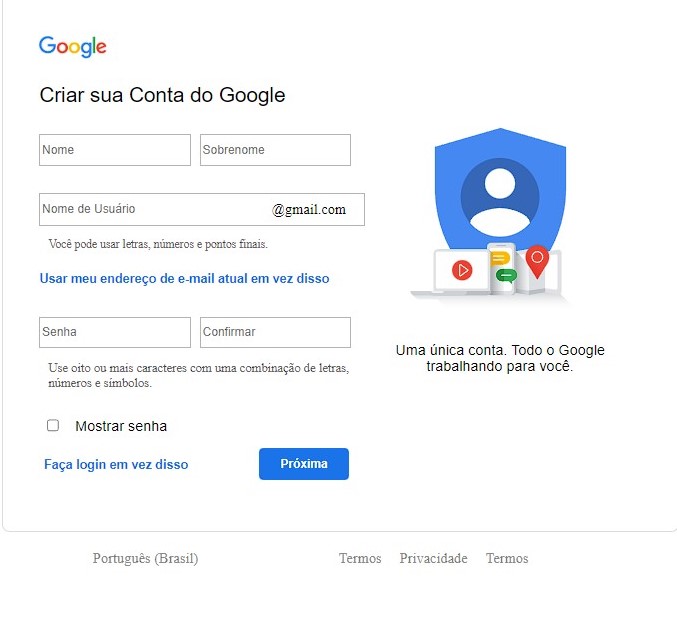 Google
Criar sua Conta do Google
Nome
Sobrenome
Nome de Usuário @gmail.com
Você pode usar letras, números e pontos finais.
Usar meu endereço de e-mail atual em vez disso
Senha
Confirmar
Use oito ou mais caracteres com uma combinação de letras,
números e símbolos.
Mostrar senha
Faça login em vez disso
Próxima
Uma única conta. Todo o Google
trabalhando para você.
Português (Brasil)
Termos
Privacidade
Termos